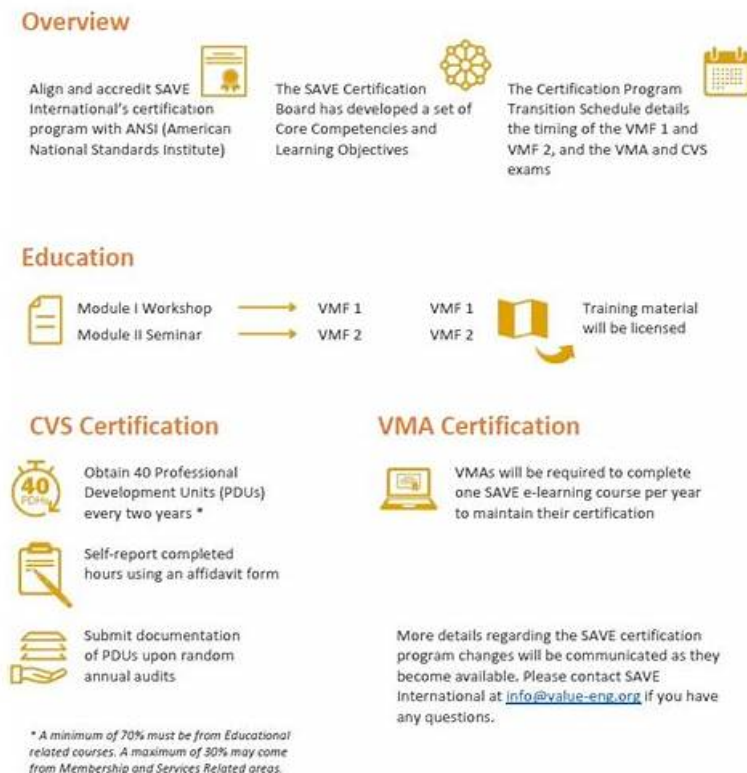 Overview
Align and accredit SAVE
International's certification
program with ANSI (American
National Standards Institute)
The SAVE Certification
Board has developed a set of
Core Competencies and
Learning Objectives
The Certification Program
Transition Schedule details
the timing of the VMF 1 and
VMF 2, and the VMA and CVS
exams
Education
Module I Workshop VMF 1
Module II Seminar VMF 2
VMF 1
VMF 2
Training material
will be licensed
CVS Certification
40
PDHs
Obtain 40 Professional
Development Units (PDUs)
every two years *
Self-report completed
hours using an affidavit form
Submit documentation
of PDUs upon random
annual audits
* A minimum of 70% must be from Educational
related courses. A maximum of 30% may come
from Membership and Services Related areas.
VMA Certification
VMAs will be required to complete
one SAVE e-learning course per year
to maintain their certification
More details regarding the SAVE certification
program changes will be communicated as they
become available. Please contact SAVE
International at info@value-eng.org if you have
any questions.